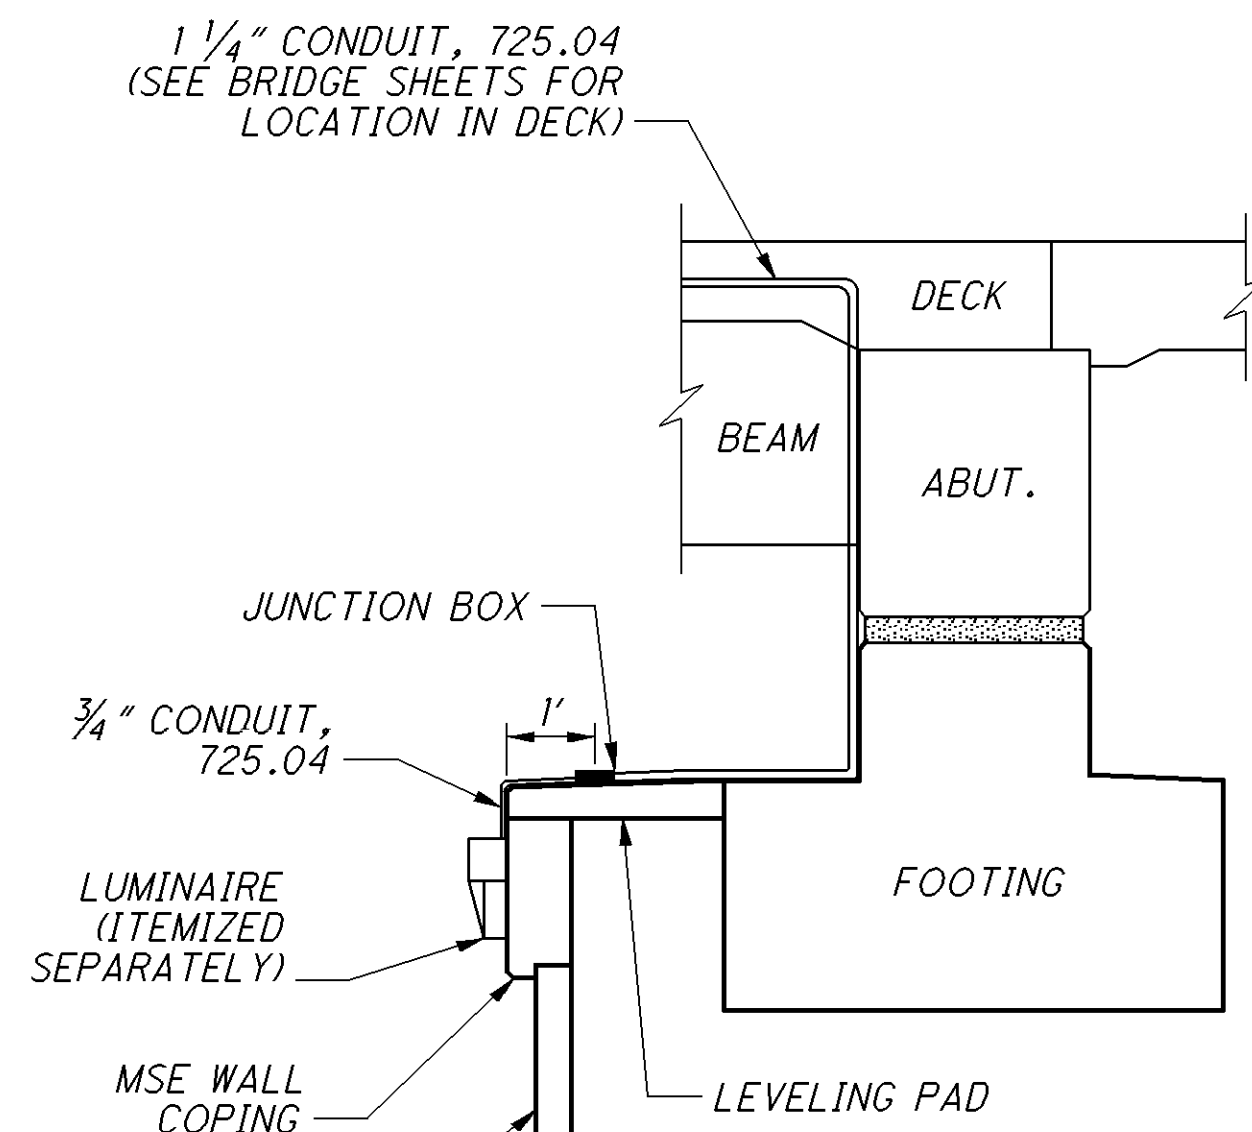 1 1/4" CONDUIT, 725.04
(SEE BRIDGE SHEETS FOR
LOCATION IN DECK)
DECK
BEAM
ABUT.
JUNCTION BOX
3/4" CONDUIT,
725.04
1'
LUMINAIRE
(ITEMIZED
SEPARATELY)
FOOTING
MSE WALL
COPING
LEVELING PAD